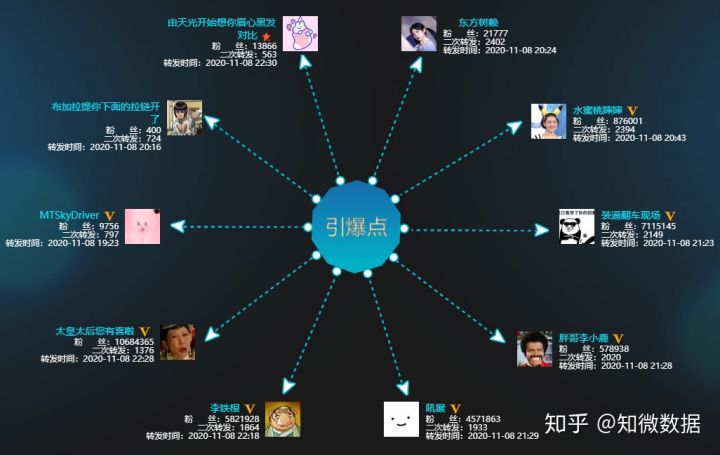 由天光开始想你眉心黑发
对比
粉 丝：13866
二次转发：563
转发时间：2020-11-08 22:30
东方树赖
粉 丝：21777
二次转发：2402
转发时间：2020-11-08 20:24
布加拉提你下面的拉链开
了
粉 丝：400
二次转发：724
转发时间：2020-11-08 20:16
水蜜桃婶婶 V
粉 丝：876001
二次转发：2394
转发时间：2020-11-08 20:43
MTSkyDriver V
粉 丝：9756
二次转发：797
转发时间：2020-11-08 19:23
引爆点
装逼翻车现场 V
粉 丝：7115145
二次转发：2149
转发时间：2020-11-08 21:23
太皇太后您有喜啦 V
粉 丝：10684365
二次转发：1376
转发时间：2020-11-08 22:28
胖哥李小鹿 V
粉 丝：578938
二次转发：2020
转发时间：2020-11-08 21:28
李铁根 V
粉 丝：5821928
二次转发：1864
转发时间：2020-11-08 22:18
吼猴 V
粉 丝：4571863
二次转发：1933
转发时间：2020-11-08 21:29
知乎 @知微数据